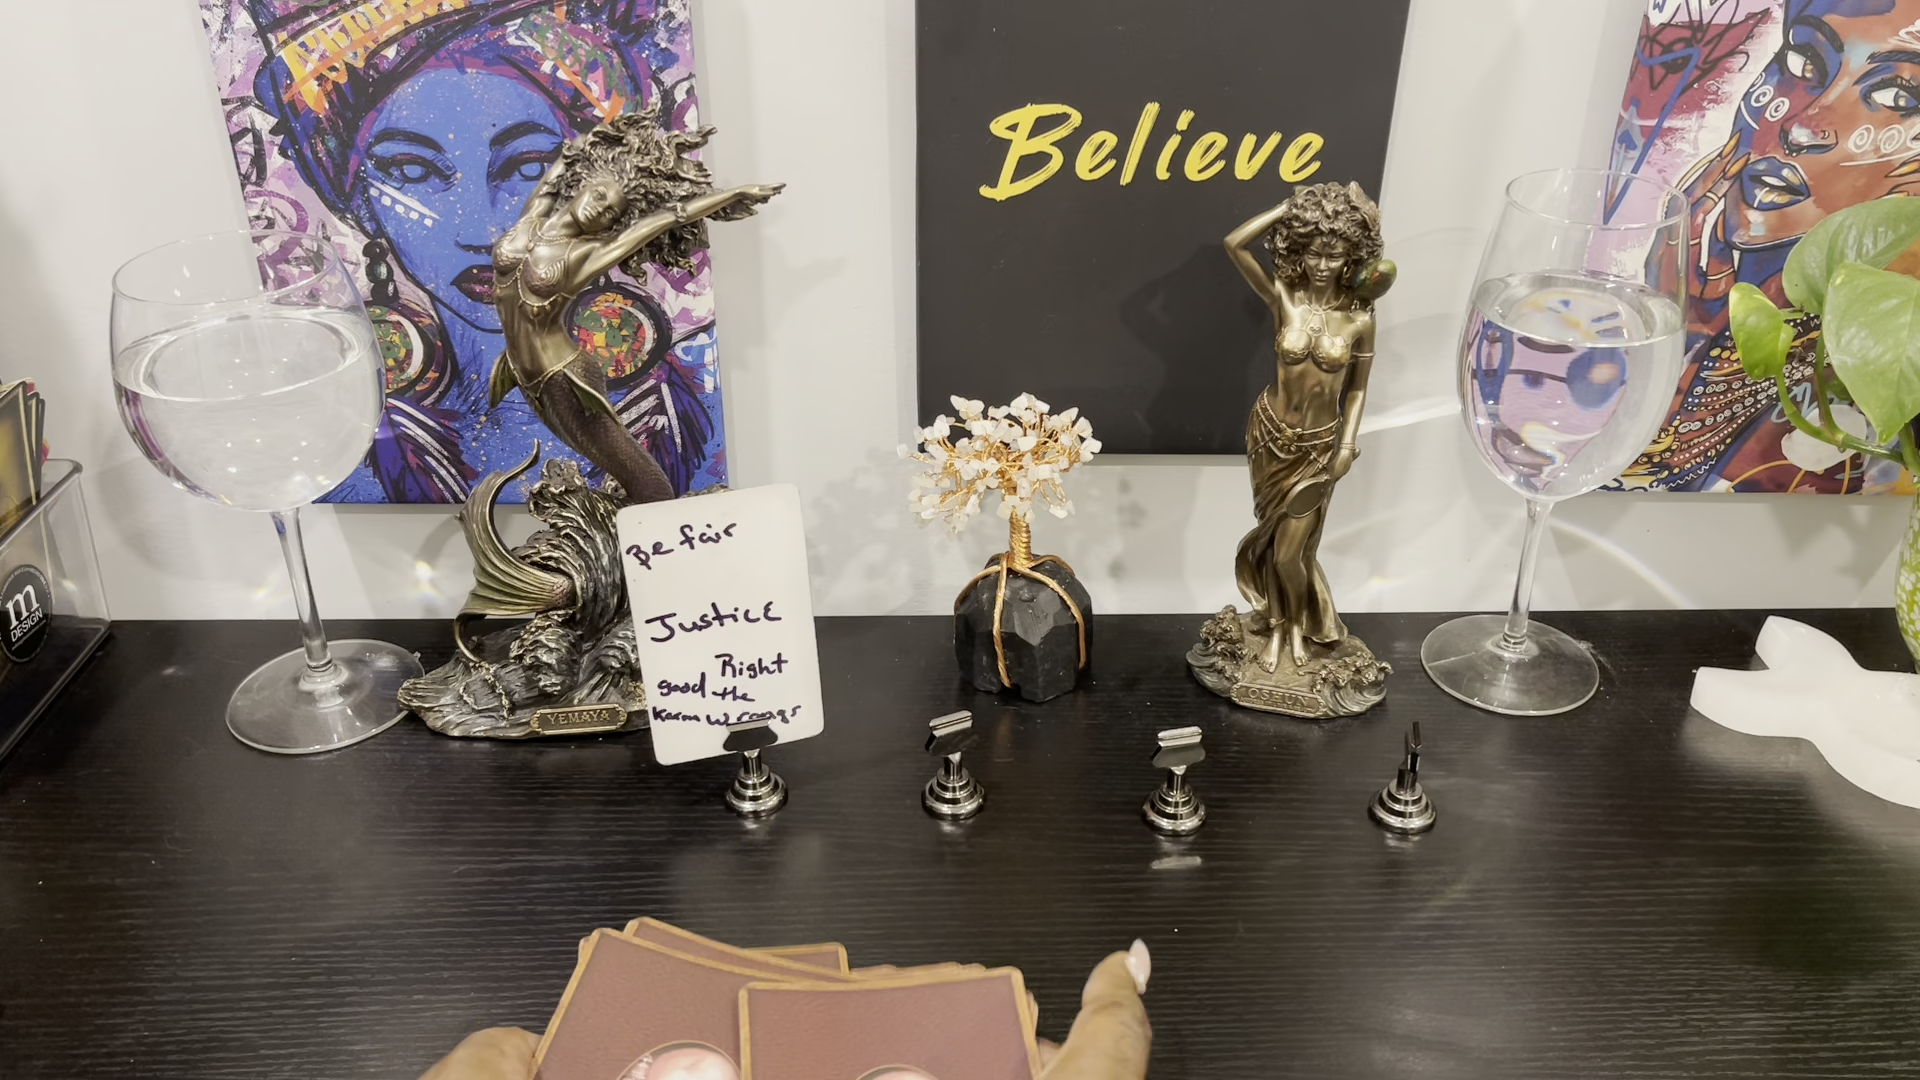 Believe
Be fair
Justice
Right
good the
Karma Wrongs
YEMAYA
OSHUN
m
DESIGN